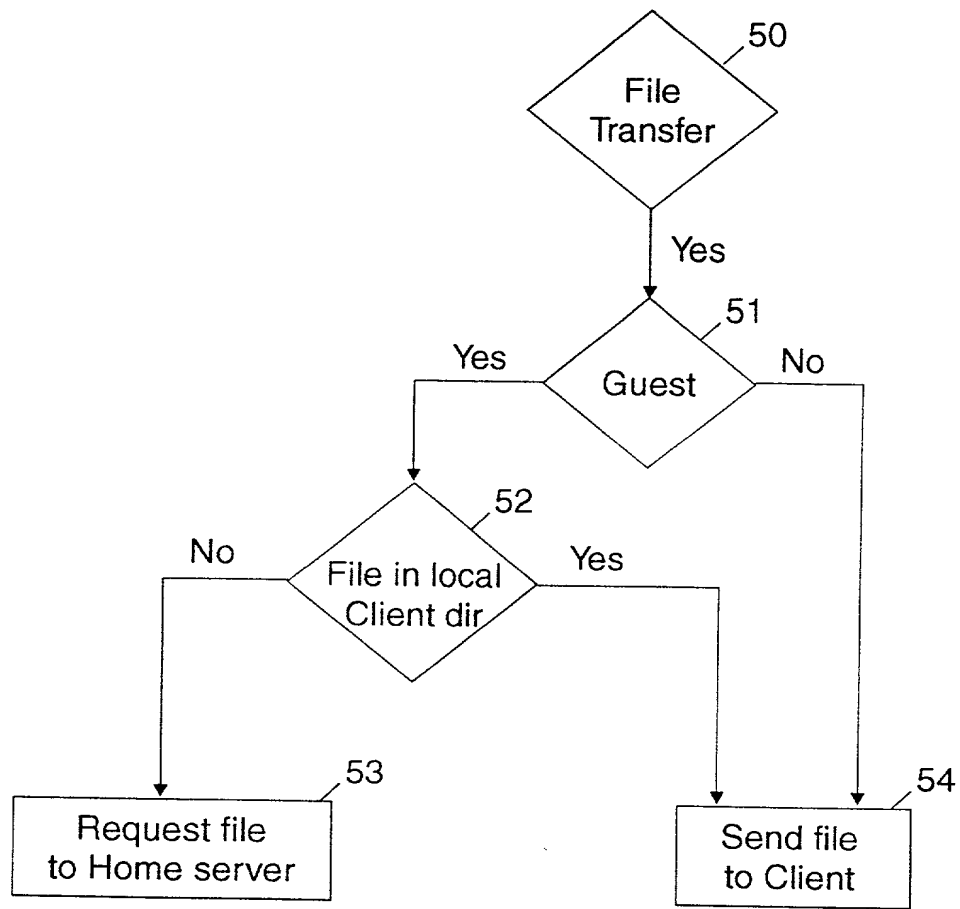 50
File
Transfer
Yes
51
Yes
No
Guest
52
No
Yes
File in local
Client dir
53
54
Request file
to Home server
Send file
to Client